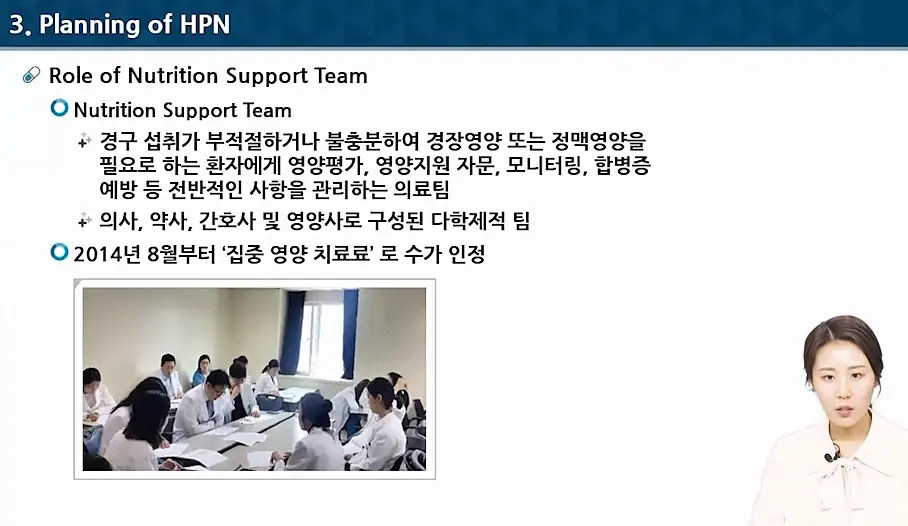 3. Planning of HPN
Role of Nutrition Support Team
Nutrition Support Team
경구 섭취가 부적절하거나 불충분하여 경장영양 또는 정맥영양을
필요로 하는 환자에게 영양평가, 영양지원 자문, 모니터링, 합병증
예방 등 전반적인 사항을 관리하는 의료팀
의사, 약사, 간호사 및 영양사로 구성된 다학제적 팀
2014년 8월부터 ‘집중 영양 치료료’ 로 수가 인정